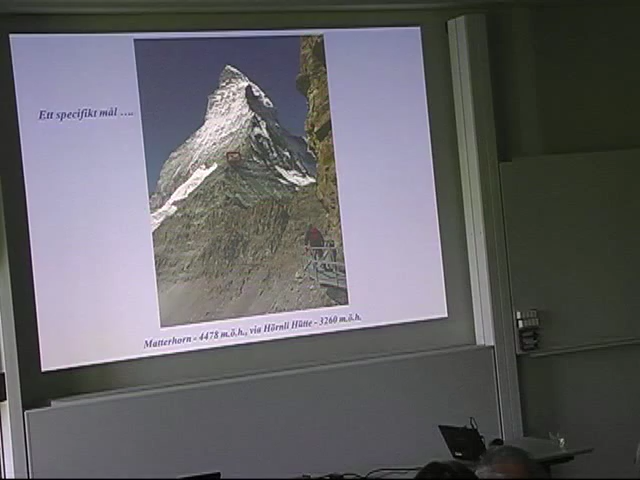 Ett specifikt mål ....
Matterhorn - 4478 m.ö.h., via Hörnli Hütte - 3260 m.ö.h.